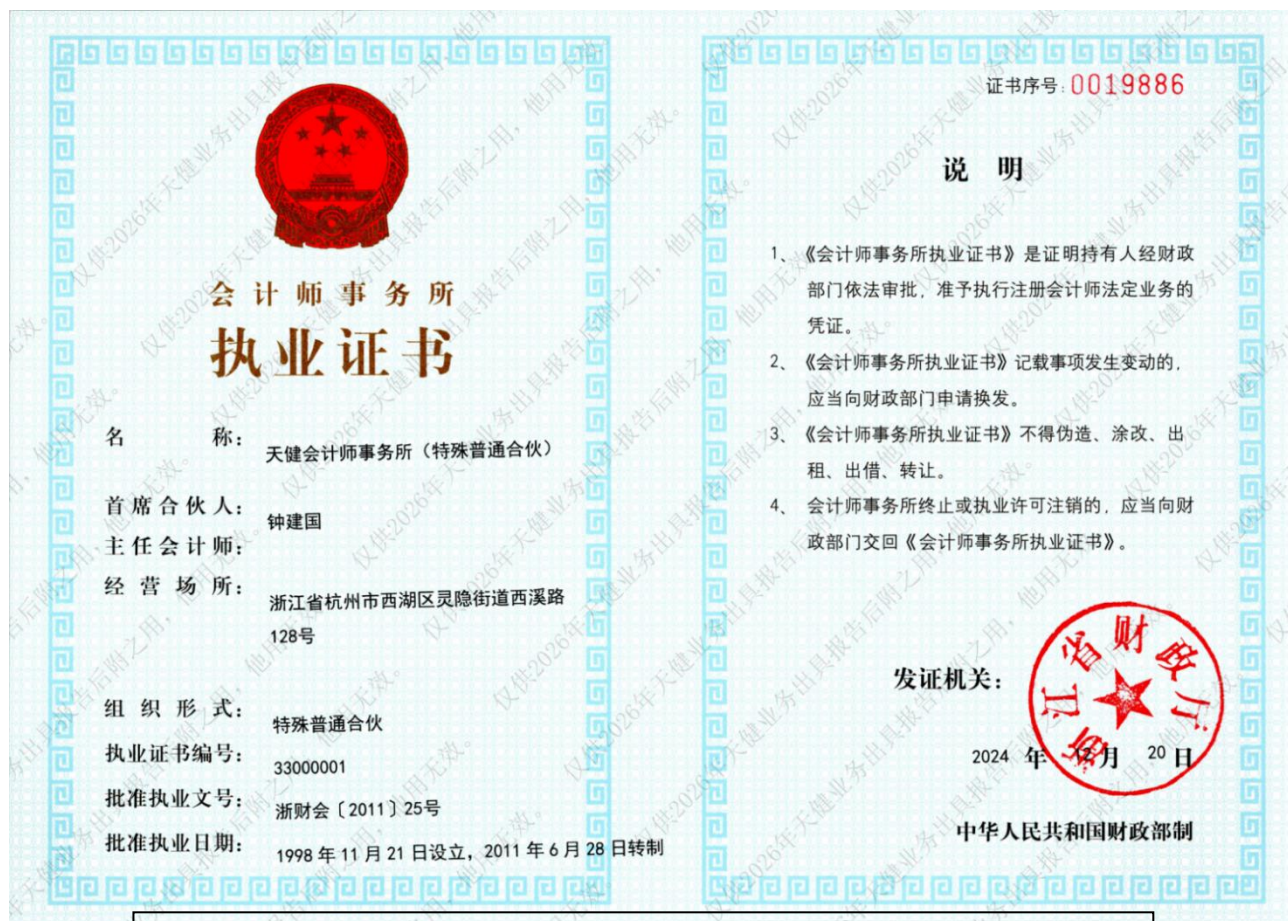 会计师事务所
执业证书
名 称：
天健会计师事务所（特殊普通合伙）
首席合伙人：
钟建国
主任会计师：
经营场所：
浙江省杭州市西湖区灵隐街道西溪路
128号
组织形式：
特殊普通合伙
执业证书编号：
33000001
批准执业文号：
浙财会〔2011〕25号
批准执业日期：
1998年11月21日设立，2011年6月28日转制
证书序号：0019886
说 明
1、《会计师事务所执业证书》是证明持有人经财政
部门依法审批，准予执行注册会计师法定业务的
凭证。
2、《会计师事务所执业证书》记载事项发生变动的，
应当向财政部门申请换发。
3、《会计师事务所执业证书》不得伪造、涂改、出
租、出借、转让。
4、 会计师事务所终止或执业许可注销的，应当向财
政部门交回《会计师事务所执业证书》。
发证机关：
浙江省财政厅
2024 年 12 月 20 日
中华人民共和国财政部制
仅供2026年天健业务出具报告后附之用，他用无效。